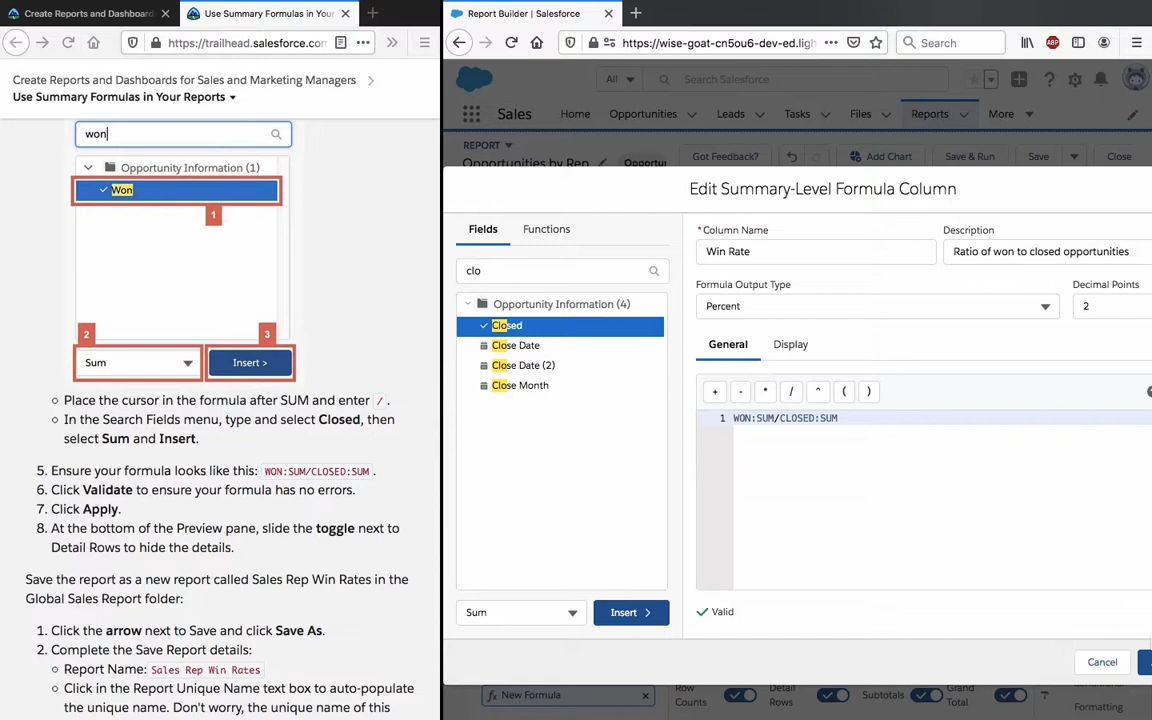 Create Reports and Dashboard
Use Summary Formulas in Your
https://trailhead.salesforce.com
Create Reports and Dashboards for Sales and Marketing Managers
Use Summary Formulas in Your Reports
won
Opportunity Information (1)
Won
1
2
3
Sum
Insert >
Place the cursor in the formula after SUM and enter / .
In the Search Fields menu, type and select Closed, then
select Sum and Insert.
5. Ensure your formula looks like this: WON:SUM/CLOSED:SUM .
6. Click Validate to ensure your formula has no errors.
7. Click Apply.
8. At the bottom of the Preview pane, slide the toggle next to
Detail Rows to hide the details.
Save the report as a new report called Sales Rep Win Rates in the
Global Sales Report folder:
1. Click the arrow next to Save and click Save As.
2. Complete the Save Report details:
Report Name: Sales Rep Win Rates
Click in the Report Unique Name text box to auto-populate
the unique name. Don't worry, the unique name of this
Report Builder | Salesforce
https://wise-goat-cn5ou6-dev-ed.ligh
Search
ABP
All
Search Salesforce
Sales
Home
Opportunities
Leads
Tasks
Files
Reports
More
REPORT
Opportunities by Rep
Opportu
Got Feedback?
Add Chart
Save & Run
Save
Close
Edit Summary-Level Formula Column
Fields
Functions
clo
Opportunity Information (4)
Closed
Close Date
Close Date (2)
Close Month
Sum
Insert >
* Column Name
Win Rate
Description
Ratio of won to closed opportunities
Formula Output Type
Percent
Decimal Points
2
General
Display
+ - * / ^ ( )
1 WON:SUM/CLOSED:SUM
Valid
Cancel
New Formula
Row
Counts
Detail
Rows
Subtotals
Grand
Total
Formatting